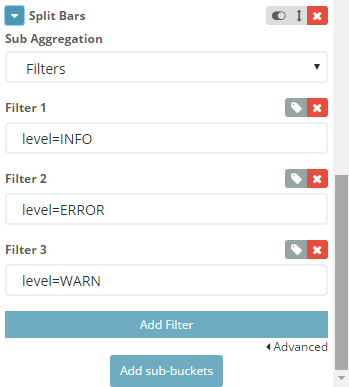 Split Bars
Sub Aggregation
Filters
Filter 1
level=INFO
Filter 2
level=ERROR
Filter 3
level=WARN
Add Filter
Advanced
Add sub-buckets